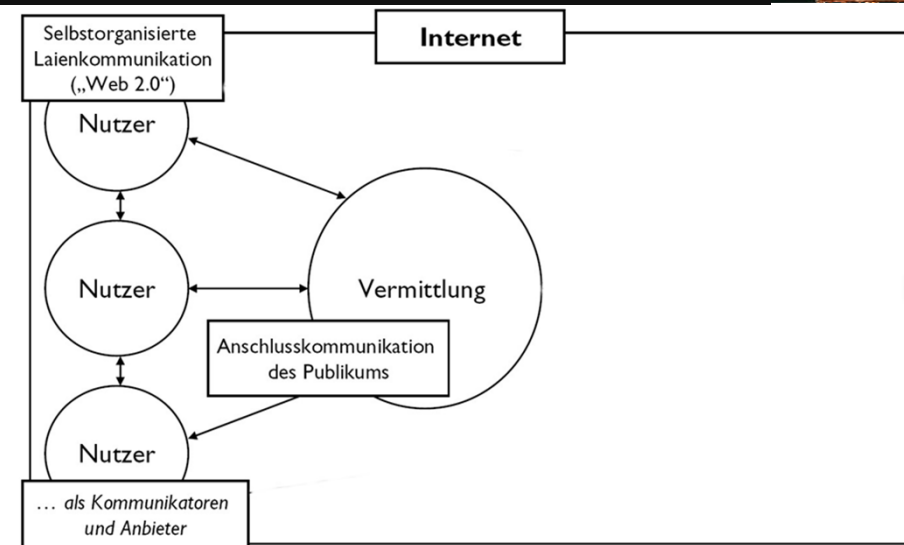 Selbstorganisierte
Laienkommunikation
(„Web 2.0“)
Internet
Nutzer
Nutzer
Vermittlung
Anschlusskommunikation
des Publikums
Nutzer
… als Kommunikatoren
und Anbieter